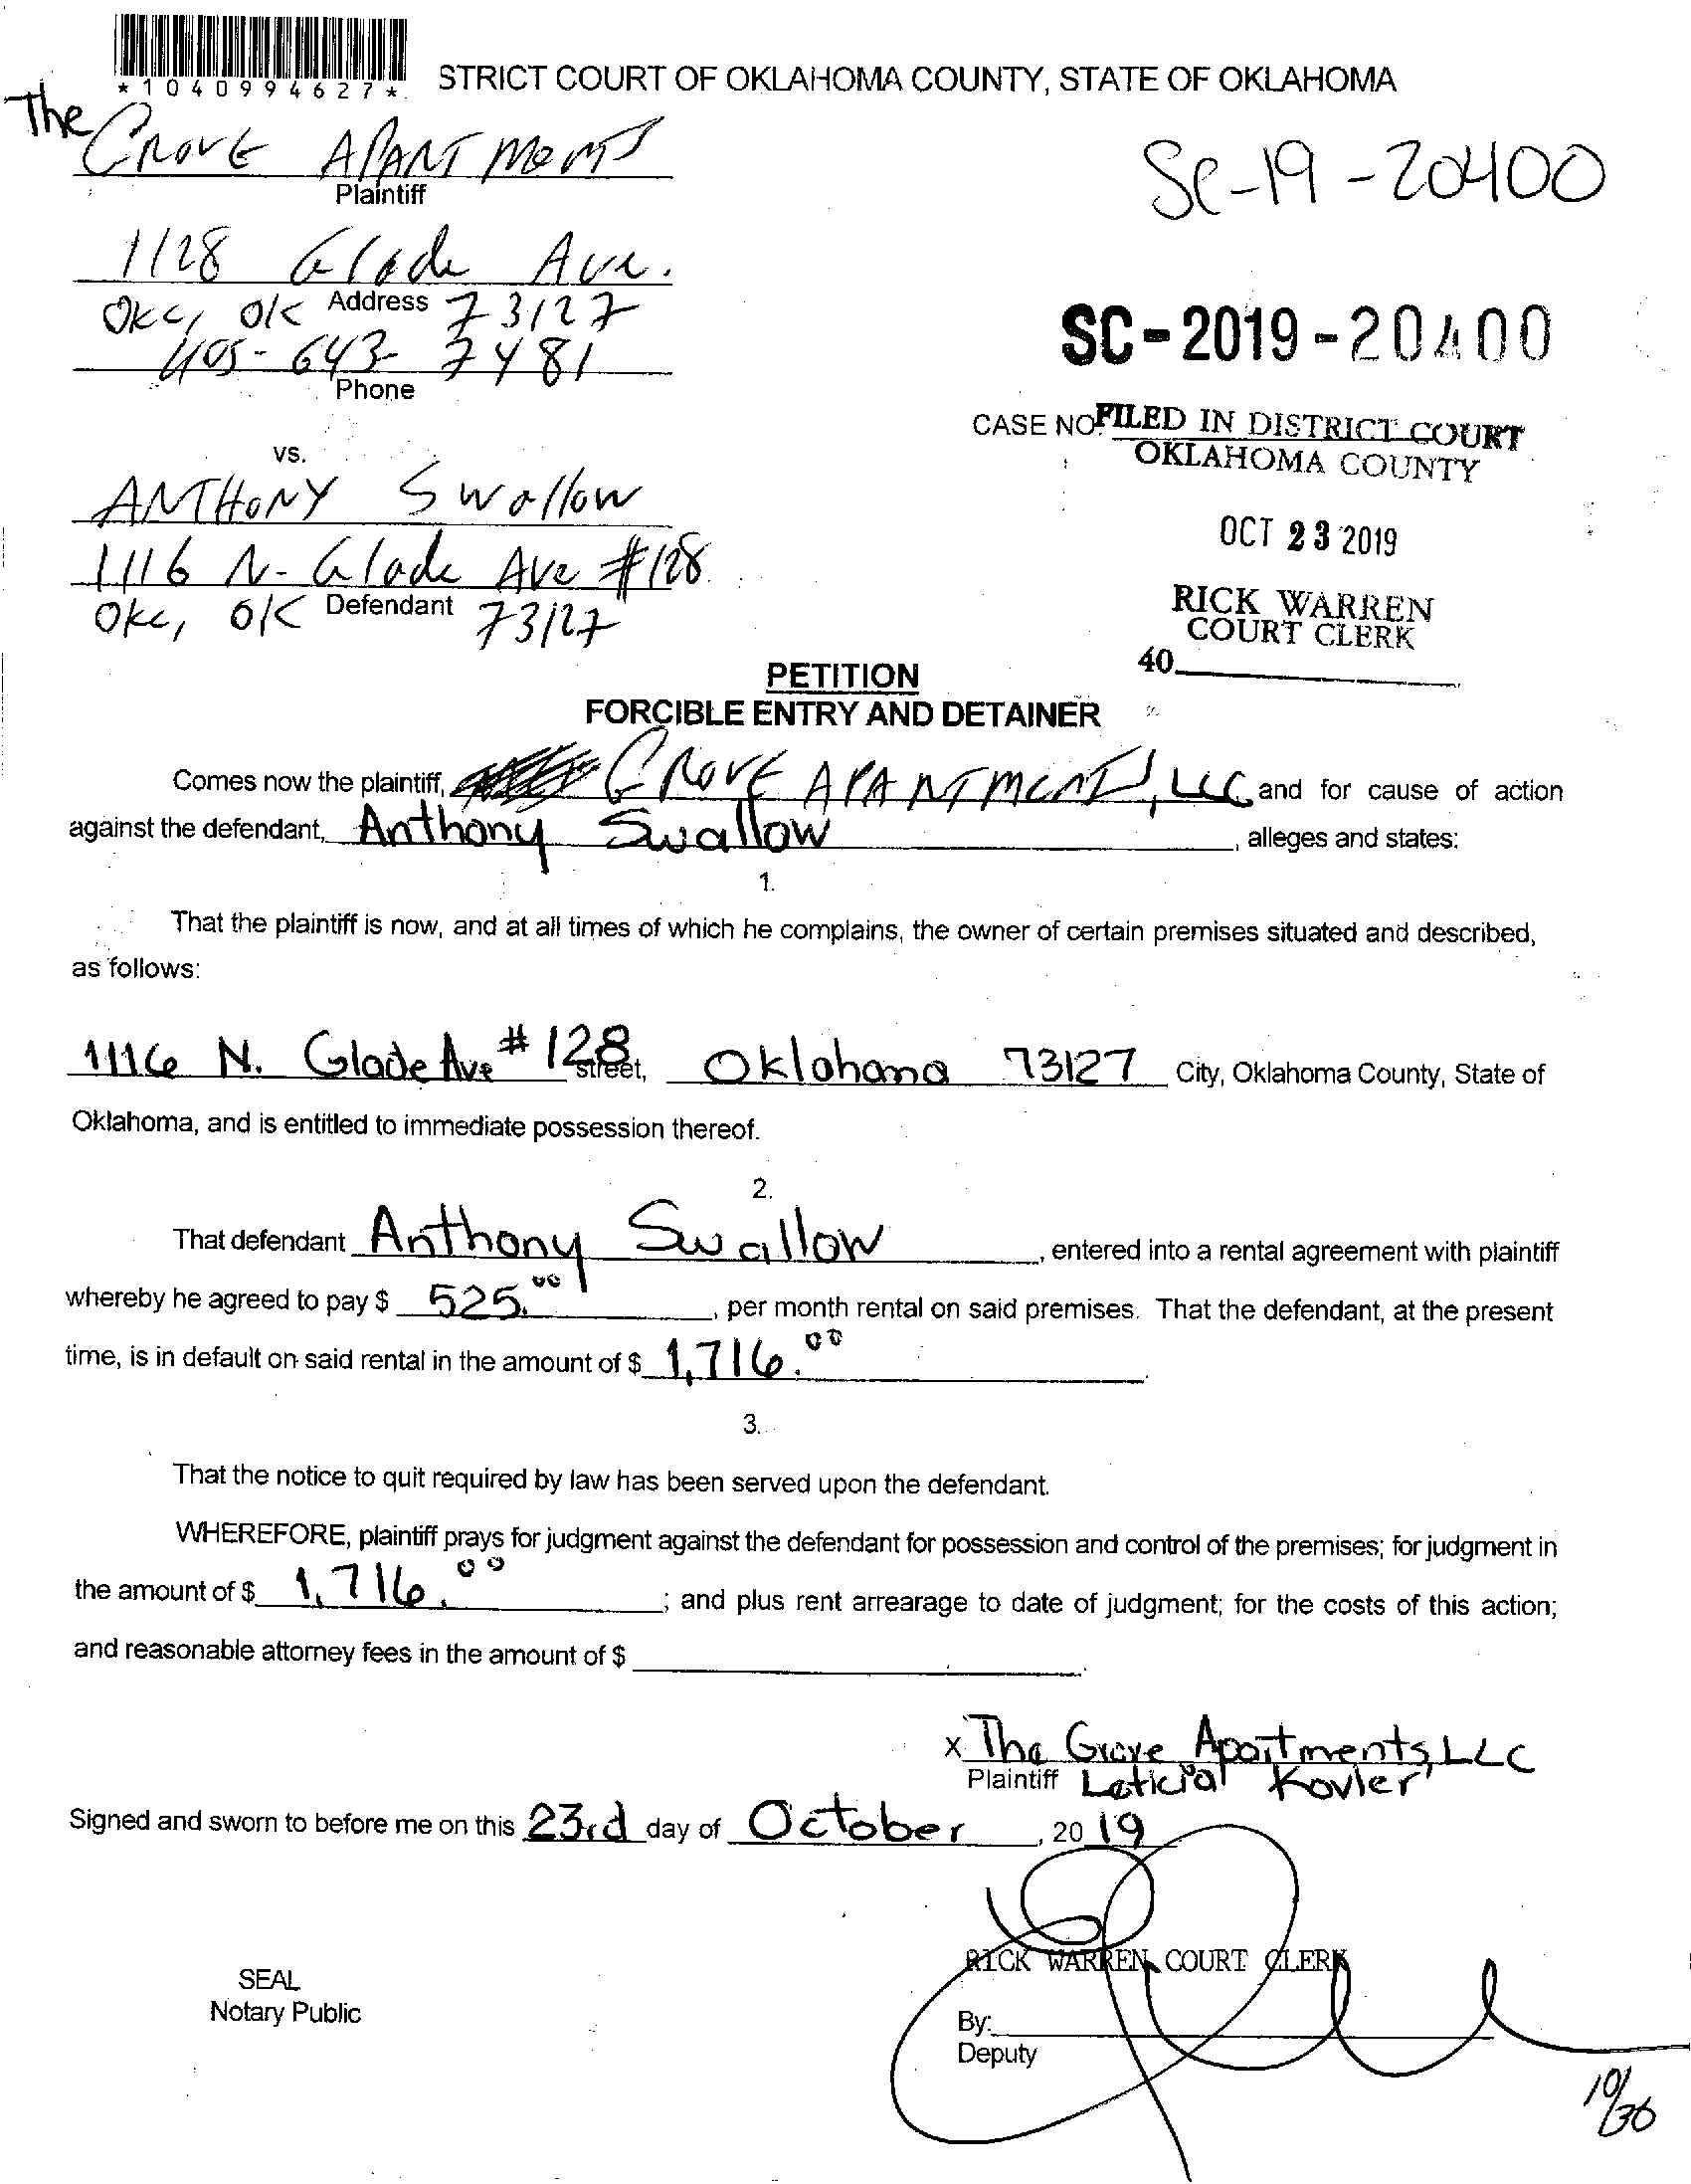 *1040994627*
STRICT COURT OF OKLAHOMA COUNTY, STATE OF OKLAHOMA
The GROVE APARTMENTS
Plaintiff
SC-19-20400
1128 Glade Ave.
Address
OKC, OK 73127
405-643-7481
Phone
SC-2019-20400
CASE NO.
FILED IN DISTRICT COURT
OKLAHOMA COUNTY
OCT 23 2019
RICK WARREN
COURT CLERK
40
vs.
ANTHONY Swallow
1116 N. Glade Ave #128
Defendant
OKC, OK 73127
PETITION
FORCIBLE ENTRY AND DETAINER
Comes now the plaintiff, GROVE APARTMENTS, LLC and for cause of action
against the defendant, Anthony Swallow, alleges and states:
1.
That the plaintiff is now, and at all times of which he complains, the owner of certain premises situated and described,
as follows:
1116 N. Glade Ave # 128 street, Oklahoma 73127 City, Oklahoma County, State of
Oklahoma, and is entitled to immediate possession thereof.
2.
That defendant Anthony Swallow, entered into a rental agreement with plaintiff
whereby he agreed to pay $ 525.00, per month rental on said premises. That the defendant, at the present
time, is in default on said rental in the amount of $ 1,716.00.
3.
That the notice to quit required by law has been served upon the defendant.
WHEREFORE, plaintiff prays for judgment against the defendant for possession and control of the premises; for judgment in
the amount of $ 1,716.00; and plus rent arrearage to date of judgment; for the costs of this action;
and reasonable attorney fees in the amount of $
x The Grove Apartments, LLC
Plaintiff Leticia Kovler
Signed and sworn to before me on this 23rd day of October, 2019
RICK WARREN, COURT CLERK
SEAL
Notary Public
By:
Deputy
10/30